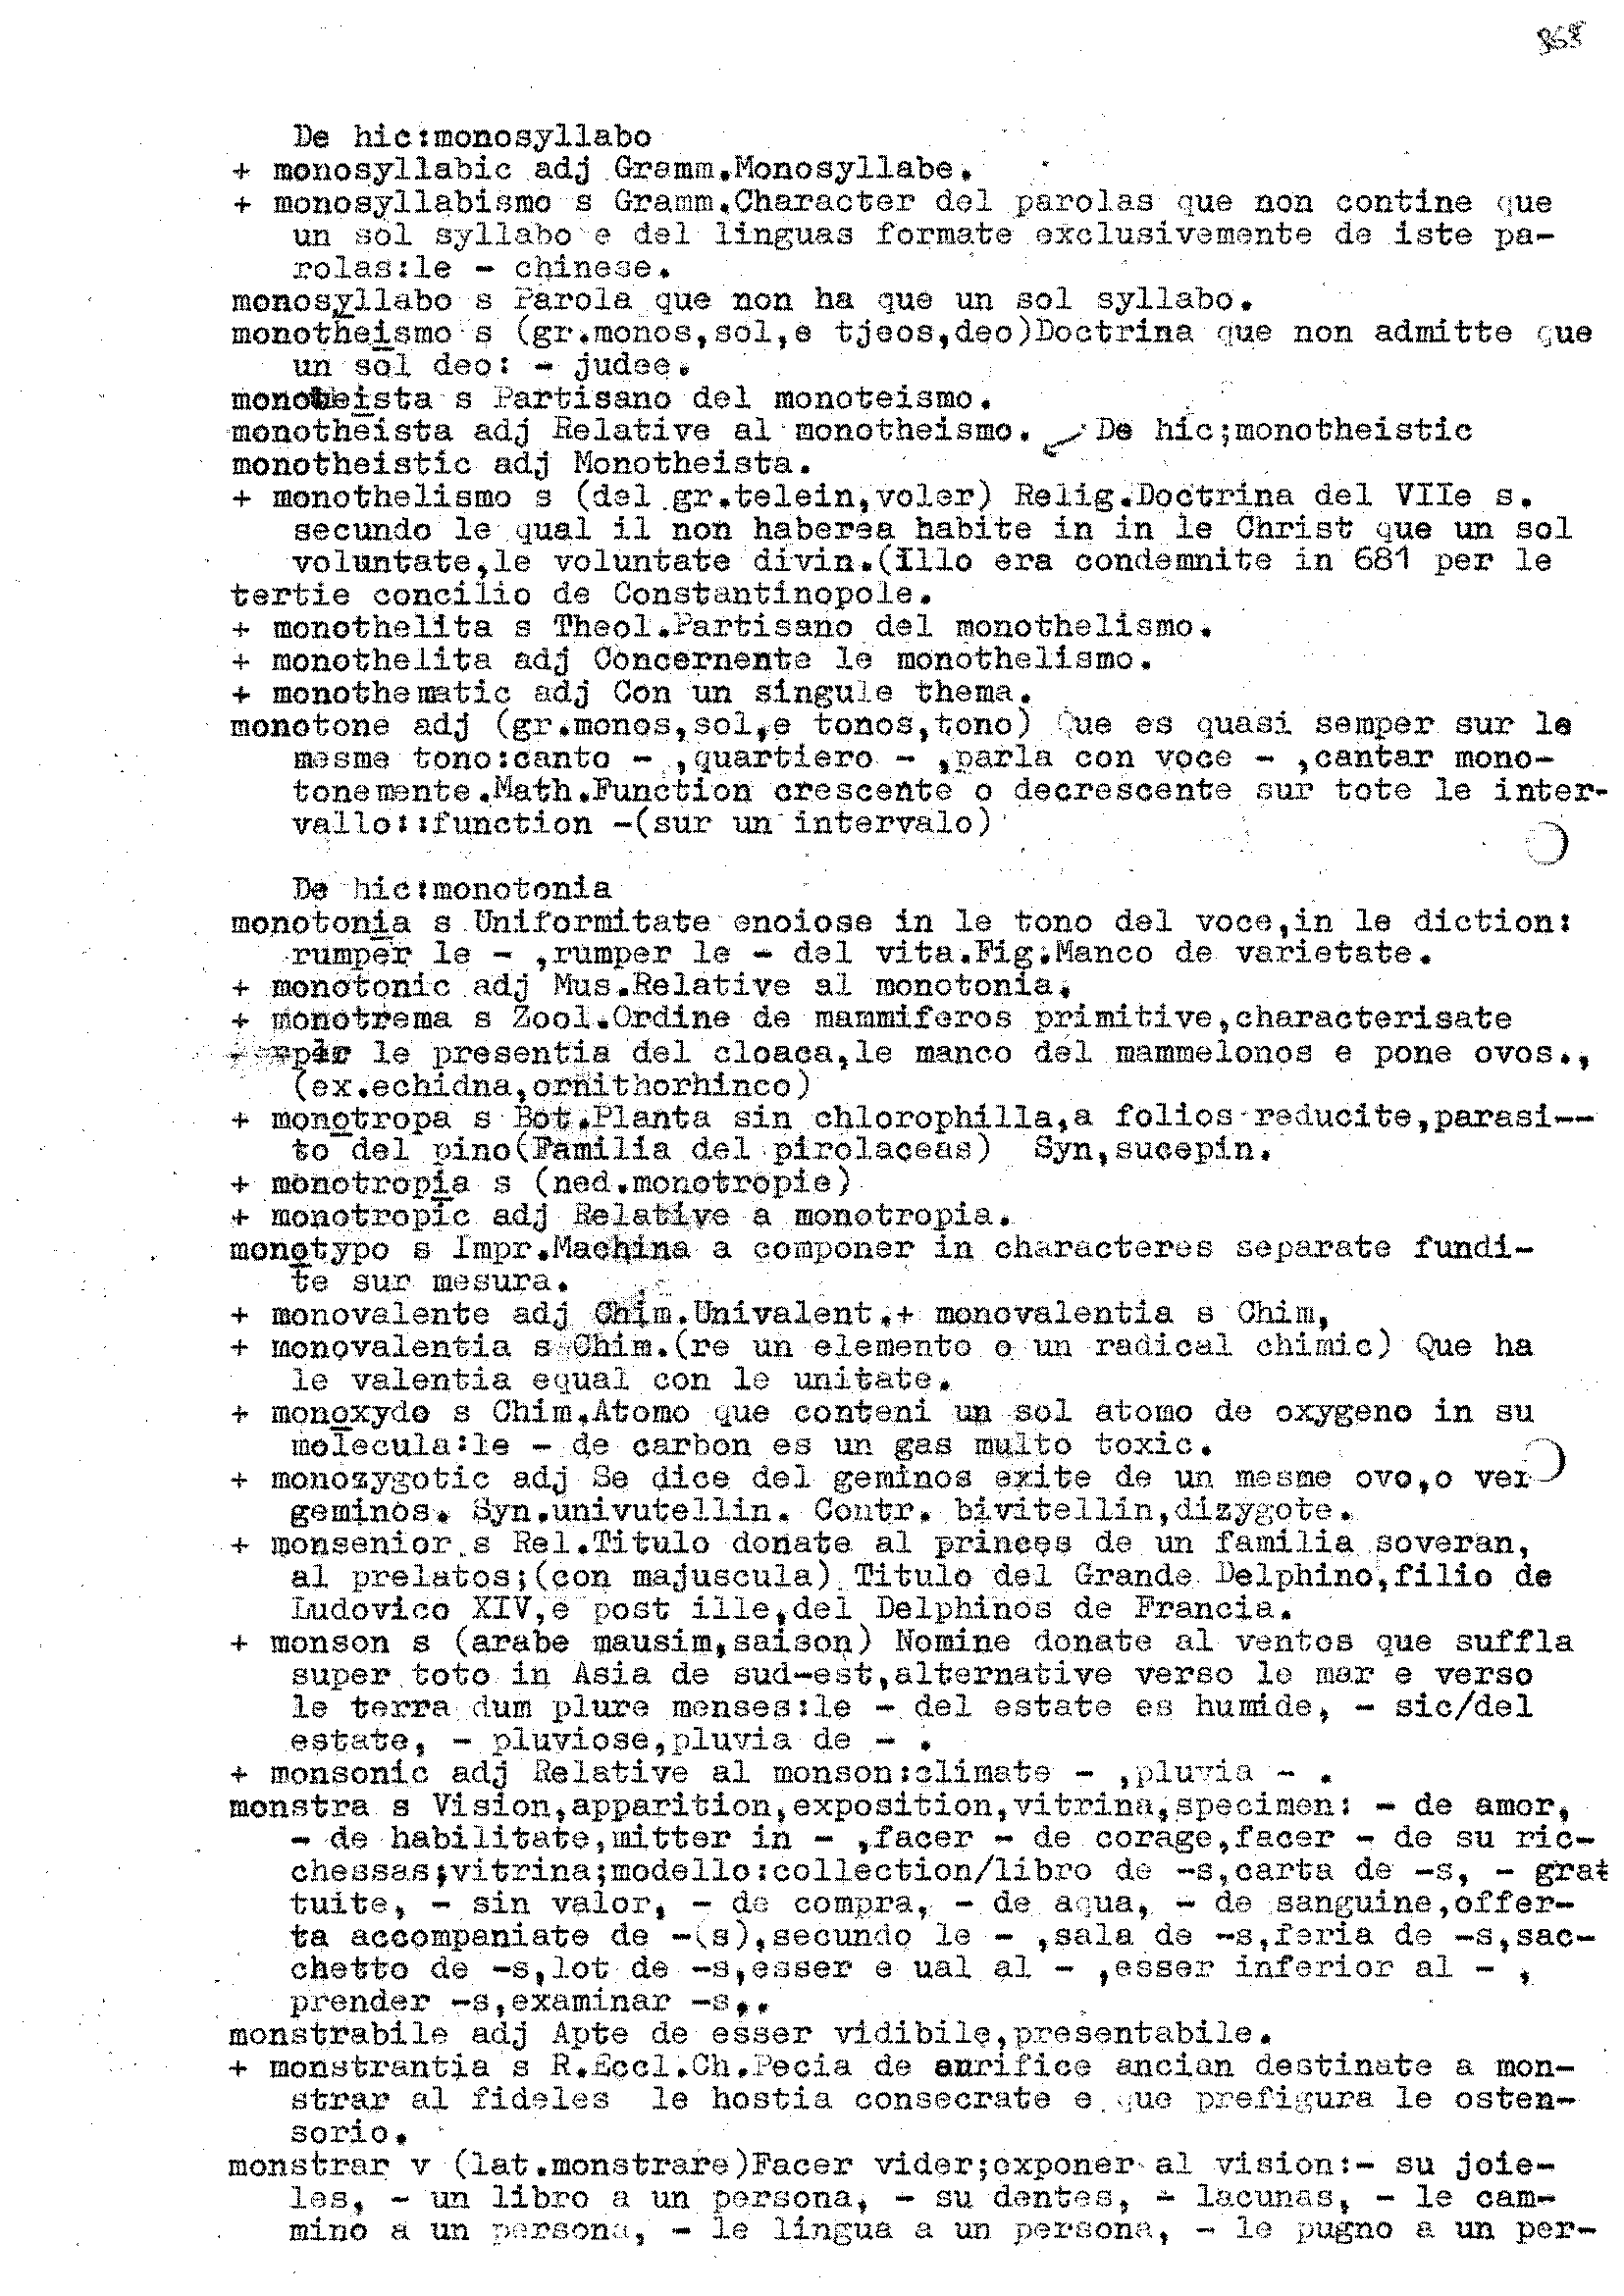 De hic:monosyllabo
+ monosyllabic adj Gramm.Monosyllabe.
+ monosyllabismo s Gramm.Character del parolas que non contine que
un sol syllabo e del linguas formate exclusivemente de iste pa-
rolas:le - chinese.
monosyllabo s Parola que non ha que un sol syllabo.
monotheismo s (gr.monos,sol,e tjeos,deo)Doctrina que non admitte que
un sol deo: - judee.
monotheista s Partisano del monoteismo.
monotheista adj Relative al monotheismo. De hic;monotheistic
monotheistic adj Monotheista.
+ monothelismo s (del gr.telein,voler) Relig.Doctrina del VIIe s.
secundo le qual il non haberea habite in in le Christ que un sol
voluntate,le voluntate divin.(Illo era condemnite in 681 per le
tertie concilio de Constantinopole.
+ monothelita s Theol.Partisano del monothelismo.
+ monothelita adj Concernente le monothelismo.
+ monothematic adj Con un singule thema.
monotone adj (gr.monos,sol,e tonos,tono) Que es quasi semper sur le
mesme tono:canto - ,quartiero - ,parla con voce - ,cantar mono-
tonemente.Math.Function crescente o decrescente sur tote le inter-
vallo::function -(sur un intervalo)
De hic:monotonia
monotonia s Uniformitate enoiose in le tono del voce,in le diction:
rumper le - ,rumper le - del vita.Fig.Manco de varietate.
+ monotonic adj Mus.Relative al monotonia.
+ monotrema s Zool.Ordine de mammiferos primitive,characterisate
per le presentia del cloaca,le manco del mammelonos e pone ovos.,
(ex.echidna,ornithorhinco)
+ monotropa s Bot.Planta sin chlorophilla,a folios reducite,parasi--
to del pino(Familia del pirolaceas) Syn,sucepin.
+ monotropia s (ned.monotropie)
+ monotropic adj Relative a monotropia.
monotypo s Impr.Machina a componer in characteres separate fundi-
te sur mesura.
+ monovalente adj Chim.Univalent.+ monovalentia s Chim,
+ monovalentia s Chim.(re un elemento o un radical chimic) Que ha
le valentia equal con le unitate.
+ monoxydo s Chim.Atomo que conteni un sol atomo de oxygeno in su
molecula:le - de carbon es un gas multo toxic.
+ monozygotic adj Se dice del geminos exite de un mesme ovo,o ver
geminos. Syn.univutellin. Contr. bivitellin,dizygote.
+ monsenior s Rel.Titulo donate al princes de un familia soveran,
al prelatos;(con majuscula) Titulo del Grande Delphino,filio de
Ludovico XIV,e post ille,del Delphinos de Francia.
+ monson s (arabe mausim,saison) Nomine donate al ventos que suffla
super toto in Asia de sud-est,alternative verso le mar e verso
le terra dum plure menses:le - del estate es humide, - sic/del
estate, - pluviose,pluvia de - .
+ monsonic adj Relative al monson:climate - ,pluvia - .
monstra s Vision,apparition,exposition,vitrina,specimen: - de amor,
- de habilitate,mitter in - ,facer - de corage,facer - de su ric-
chessas;vitrina;modello:collection/libro de -s,carta de -s, - grat
tuite, - sin valor, - de compra, - de aqua, - de sanguine,offer-
ta accompaniate de -(s),secundo le - ,sala de -s,feria de -s,sac-
chetto de -s,lot de -s,esser e ual al - ,esser inferior al - ,
prender -s,examinar -s,.
monstrabile adj Apte de esser vidibile,presentabile.
+ monstrantia s R.Eccl.Ch.Pecia de aurifice ancian destinate a mon-
strar al fideles le hostia consecrate e que prefigura le osten-
sorio.
monstrar v (lat.monstrare)Facer vider;exponer al vision:- su joie-
les, - un libro a un persona, - su dentes, - lacunas, - le cam-
mino a un persona, - le lingua a un persona, - le pugno a un per-